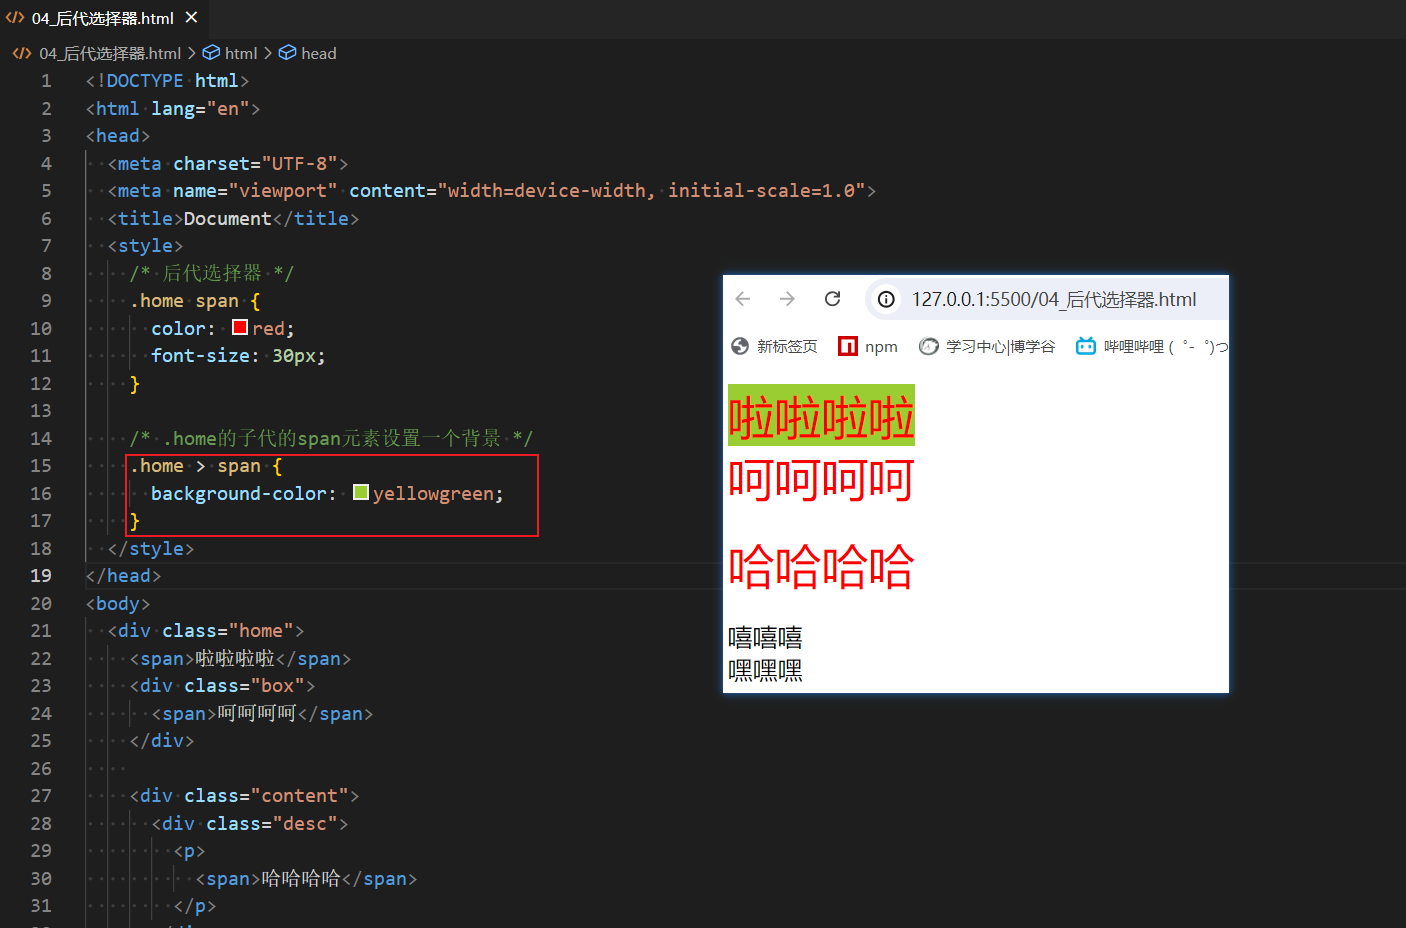 04_后代选择器.html
04_后代选择器.html > html > head
1 <!DOCTYPE html>
2 <html lang="en">
3 <head>
4 <meta charset="UTF-8">
5 <meta name="viewport" content="width=device-width, initial-scale=1.0">
6 <title>Document</title>
7 <style>
8 /* 后代选择器 */
9 .home span {
10 color: red;
11 font-size: 30px;
12 }
13
14 /* .home的子代的span元素设置一个背景 */
15 .home > span {
16 background-color: yellowgreen;
17 }
18 </style>
19 </head>
20 <body>
21 <div class="home">
22 <span>啦啦啦啦</span>
23 <div class="box">
24 <span>呵呵呵呵</span>
25 </div>
26
27 <div class="content">
28 <div class="desc">
29 <p>
30 <span>哈哈哈哈</span>
31 </p>
127.0.0.1:5500/04_后代选择器.html
新标签页 npm 学习中心|博学谷 哔哩哔哩 ( ゜- ゜)つ
啦啦啦啦
呵呵呵呵
哈哈哈哈
嘻嘻嘻
嘿嘿嘿